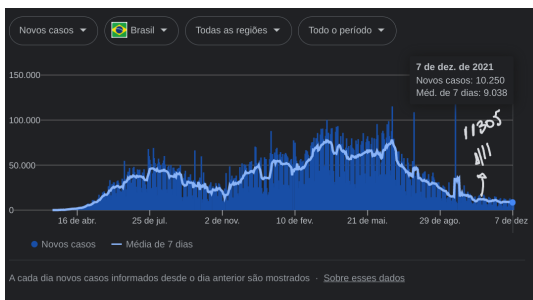 Novos casos
Brasil
Todas as regiões
Todo o período
7 de dez. de 2021
Novos casos: 10.250
Méd. de 7 dias: 9.038
150.000
100.000
50.000
0
11305
16 de abr.
25 de jul.
2 de nov.
10 de fev.
21 de mai.
29 de ago.
7 de dez
Novos casos
Média de 7 dias
A cada dia novos casos informados desde o dia anterior são mostrados · Sobre esses dados